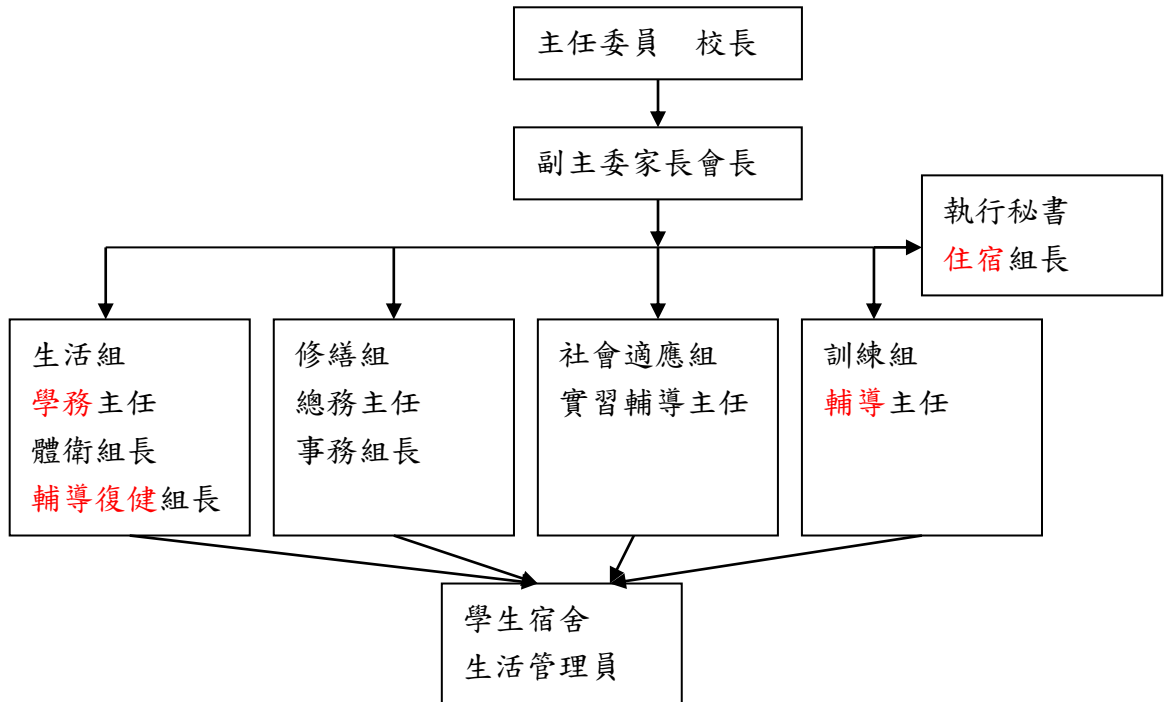 主任委員　校長
副主委家長會長
執行秘書
住宿組長
生活組
學務主任
體衛組長
輔導復健組長
修繕組
總務主任
事務組長
社會適應組
實習輔導主任
訓練組
輔導主任
學生宿舍
生活管理員